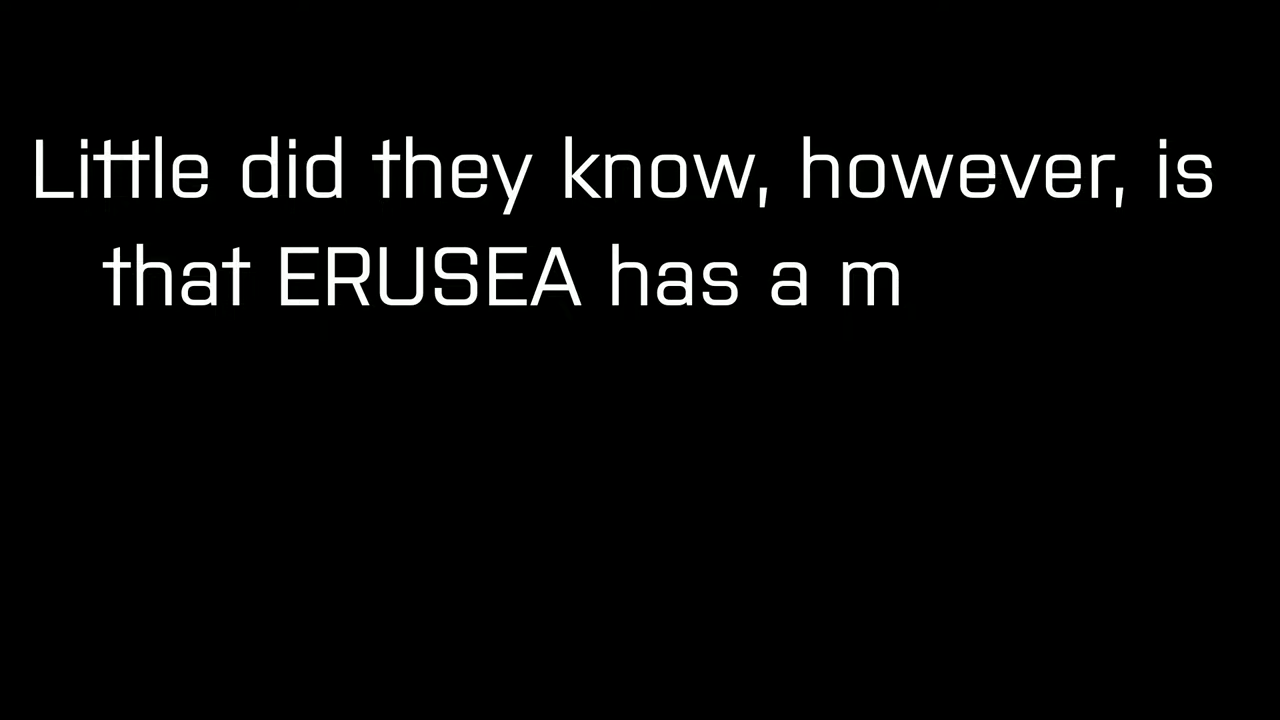 Little did they know, however, is
that ERUSEA has a m